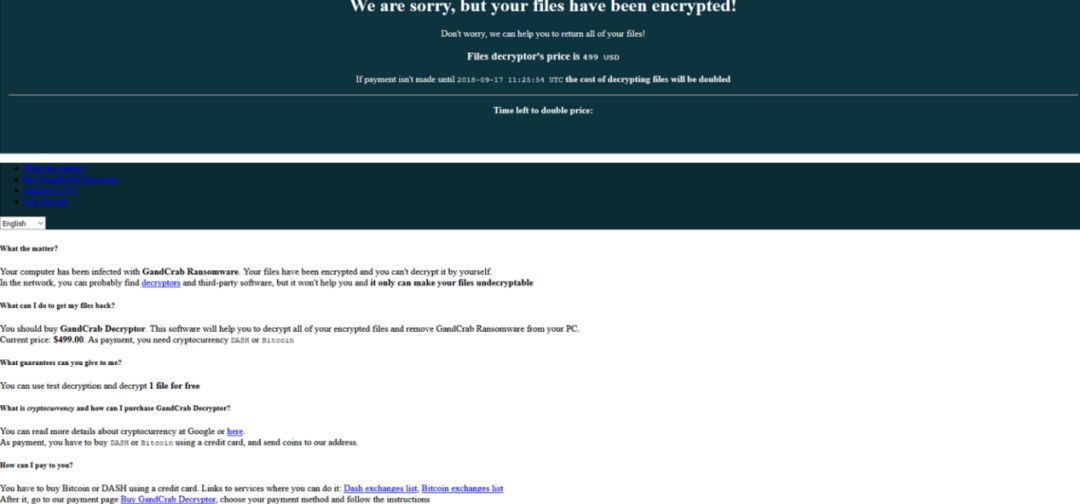 We are sorry, but your files have been encrypted!
Don't worry, we can help you to return all of your files!
Files decryptor's price is 499 USD
If payment isn't made until 2018-09-17 11:25:54 UTC the cost of decrypting files will be doubled
Time left to double price:
What the matter?
Buy GandCrab Decryptor
Test decrypt
English
What the matter?
Your computer has been infected with GandCrab Ransomware. Your files have been encrypted and you can't decrypt it by yourself.
In the network, you can probably find decryptors and third-party software, but it won't help you and it only can make your files undecryptable
What can I do to get my files back?
You should buy GandCrab Decryptor. This software will help you to decrypt all of your encrypted files and remove GandCrab Ransomware from your PC.
Current price: $499.00. As payment, you need cryptocurrency DASH or Bitcoin
What guarantees can you give to me?
You can use test decryption and decrypt 1 file for free
What is cryptocurrency and how can I purchase GandCrab Decryptor?
You can read more details about cryptocurrency at Google or here.
As payment, you have to buy DASH or Bitcoin using a credit card, and send coins to our address.
How can I pay to you?
You have to buy Bitcoin or DASH using a credit card. Links to services where you can do it: Dash exchanges list, Bitcoin exchanges list
After it, go to our payment page Buy GandCrab Decryptor, choose your payment method and follow the instructions